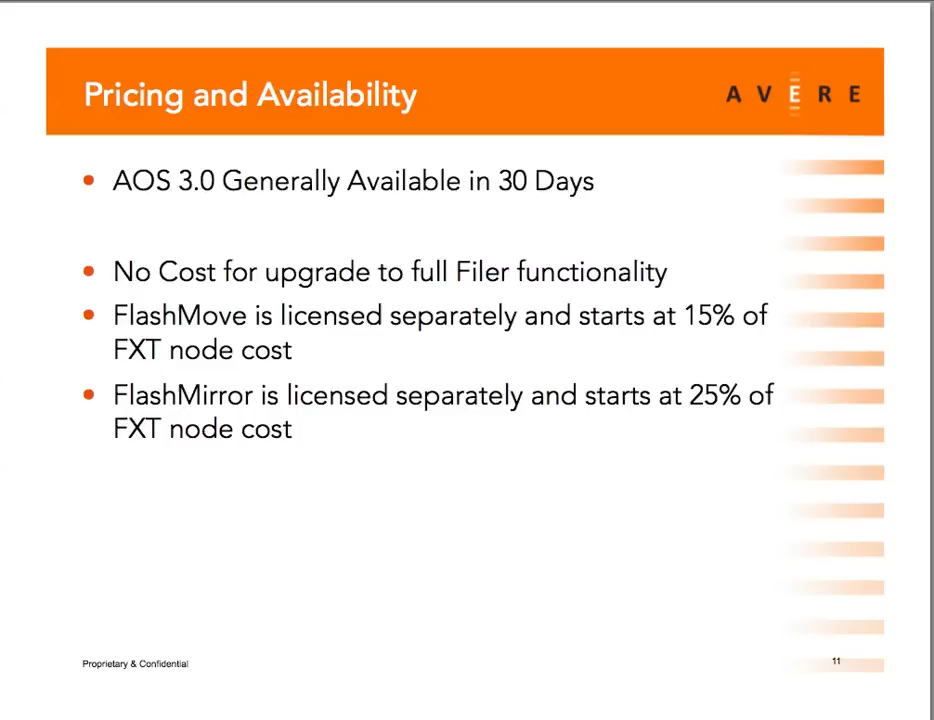 Pricing and Availability
A V E R E
• AOS 3.0 Generally Available in 30 Days
• No Cost for upgrade to full Filer functionality
• FlashMove is licensed separately and starts at 15% of
FXT node cost
• FlashMirror is licensed separately and starts at 25% of
FXT node cost
Proprietary & Confidential
11